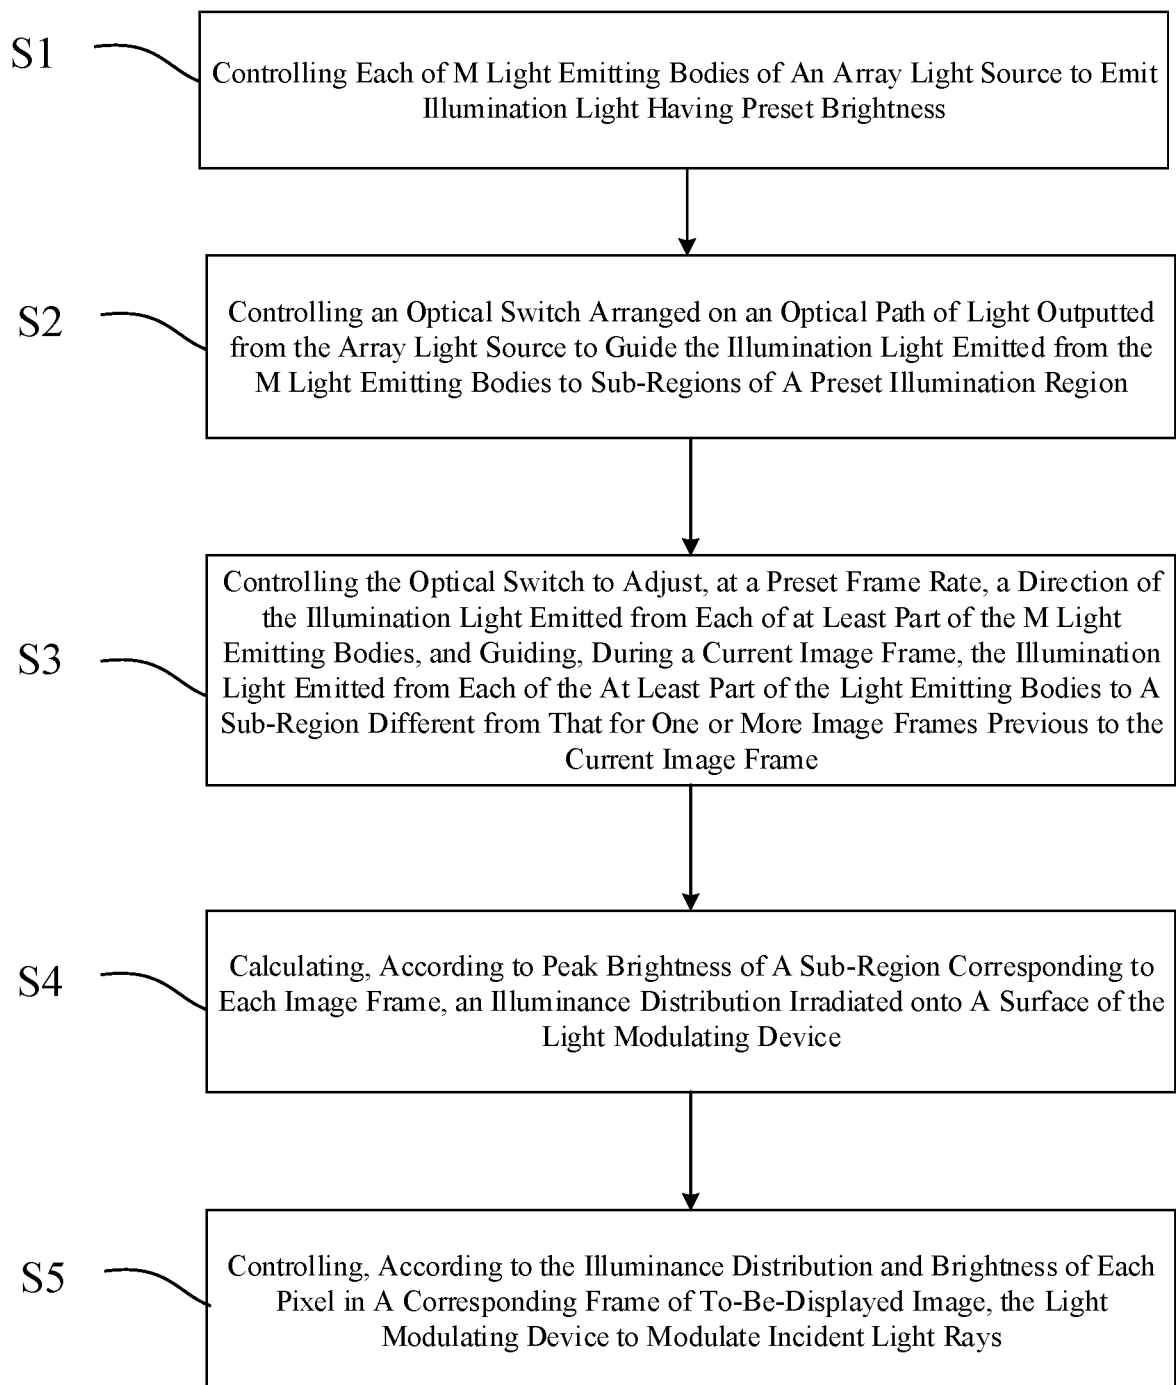 S1
Controlling Each of M Light Emitting Bodies of An Array Light Source to Emit
Illumination Light Having Preset Brightness
S2
Controlling an Optical Switch Arranged on an Optical Path of Light Outputted
from the Array Light Source to Guide the Illumination Light Emitted from the
M Light Emitting Bodies to Sub-Regions of A Preset Illumination Region
S3
Controlling the Optical Switch to Adjust, at a Preset Frame Rate, a Direction of
the Illumination Light Emitted from Each of at Least Part of the M Light
Emitting Bodies, and Guiding, During a Current Image Frame, the Illumination
Light Emitted from Each of the At Least Part of the Light Emitting Bodies to A
Sub-Region Different from That for One or More Image Frames Previous to the
Current Image Frame
S4
Calculating, According to Peak Brightness of A Sub-Region Corresponding to
Each Image Frame, an Illuminance Distribution Irradiated onto A Surface of the
Light Modulating Device
S5
Controlling, According to the Illuminance Distribution and Brightness of Each
Pixel in A Corresponding Frame of To-Be-Displayed Image, the Light
Modulating Device to Modulate Incident Light Rays